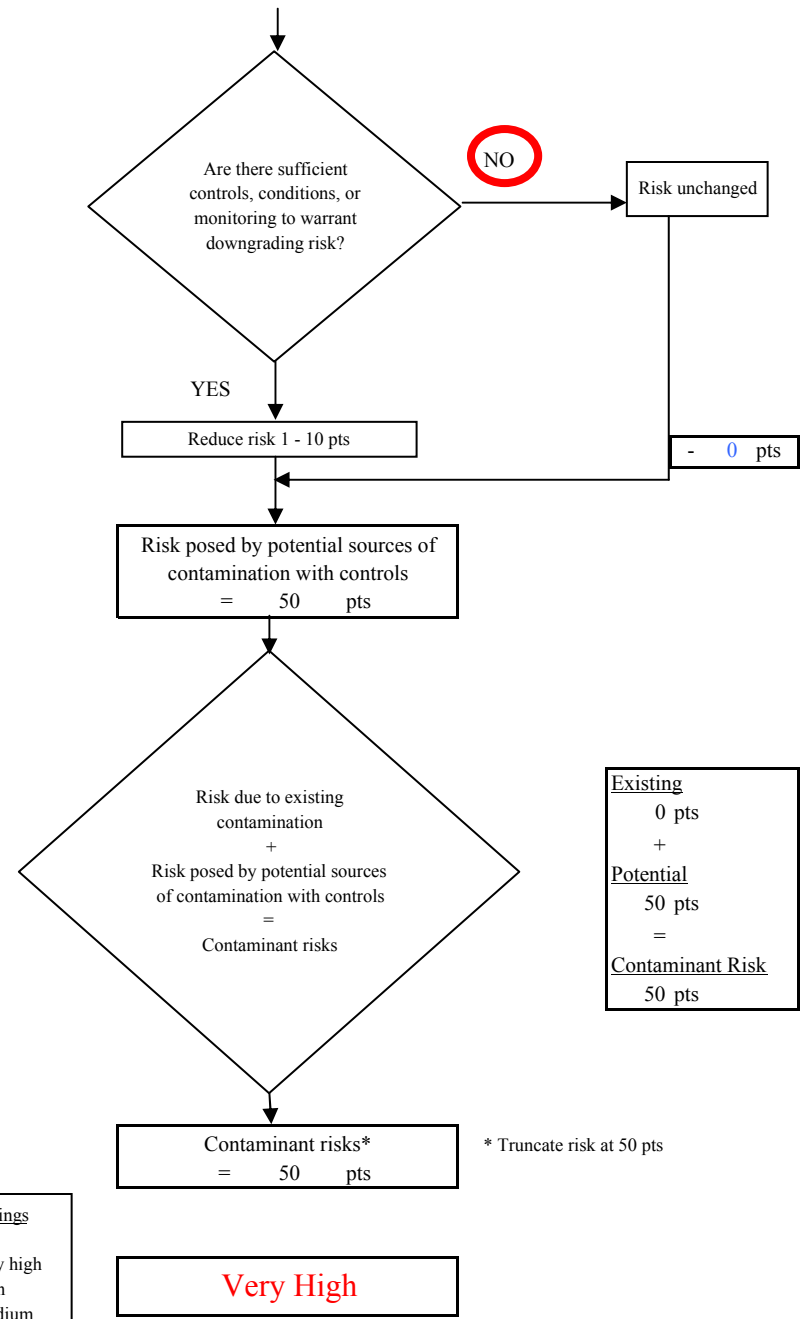 Are there sufficient
controls, conditions, or
monitoring to warrant
downgrading risk?
NO
Risk unchanged
YES
Reduce risk 1 - 10 pts
- 0 pts
Risk posed by potential sources of
contamination with controls
= 50 pts
Risk due to existing
contamination
+
Risk posed by potential sources
of contamination with controls
=
Contaminant risks
Existing
0 pts
+
Potential
50 pts
=
Contaminant Risk
50 pts
Contaminant risks*
= 50 pts
* Truncate risk at 50 pts
high
Very High